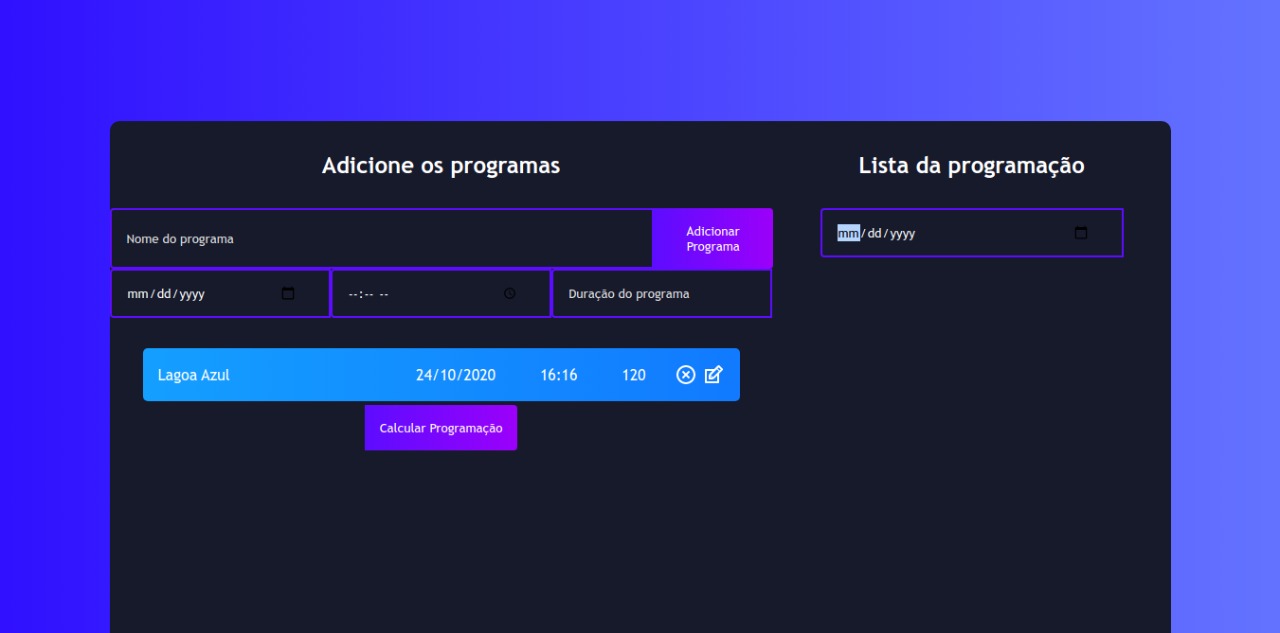 Adicione os programas
Lista da programação
Nome do programa
Adicionar
Programa
mm/dd/yyyy
mm/dd/yyyy
--:-- --
Duração do programa
Lagoa Azul 24/10/2020 16:16 120
Calcular Programação